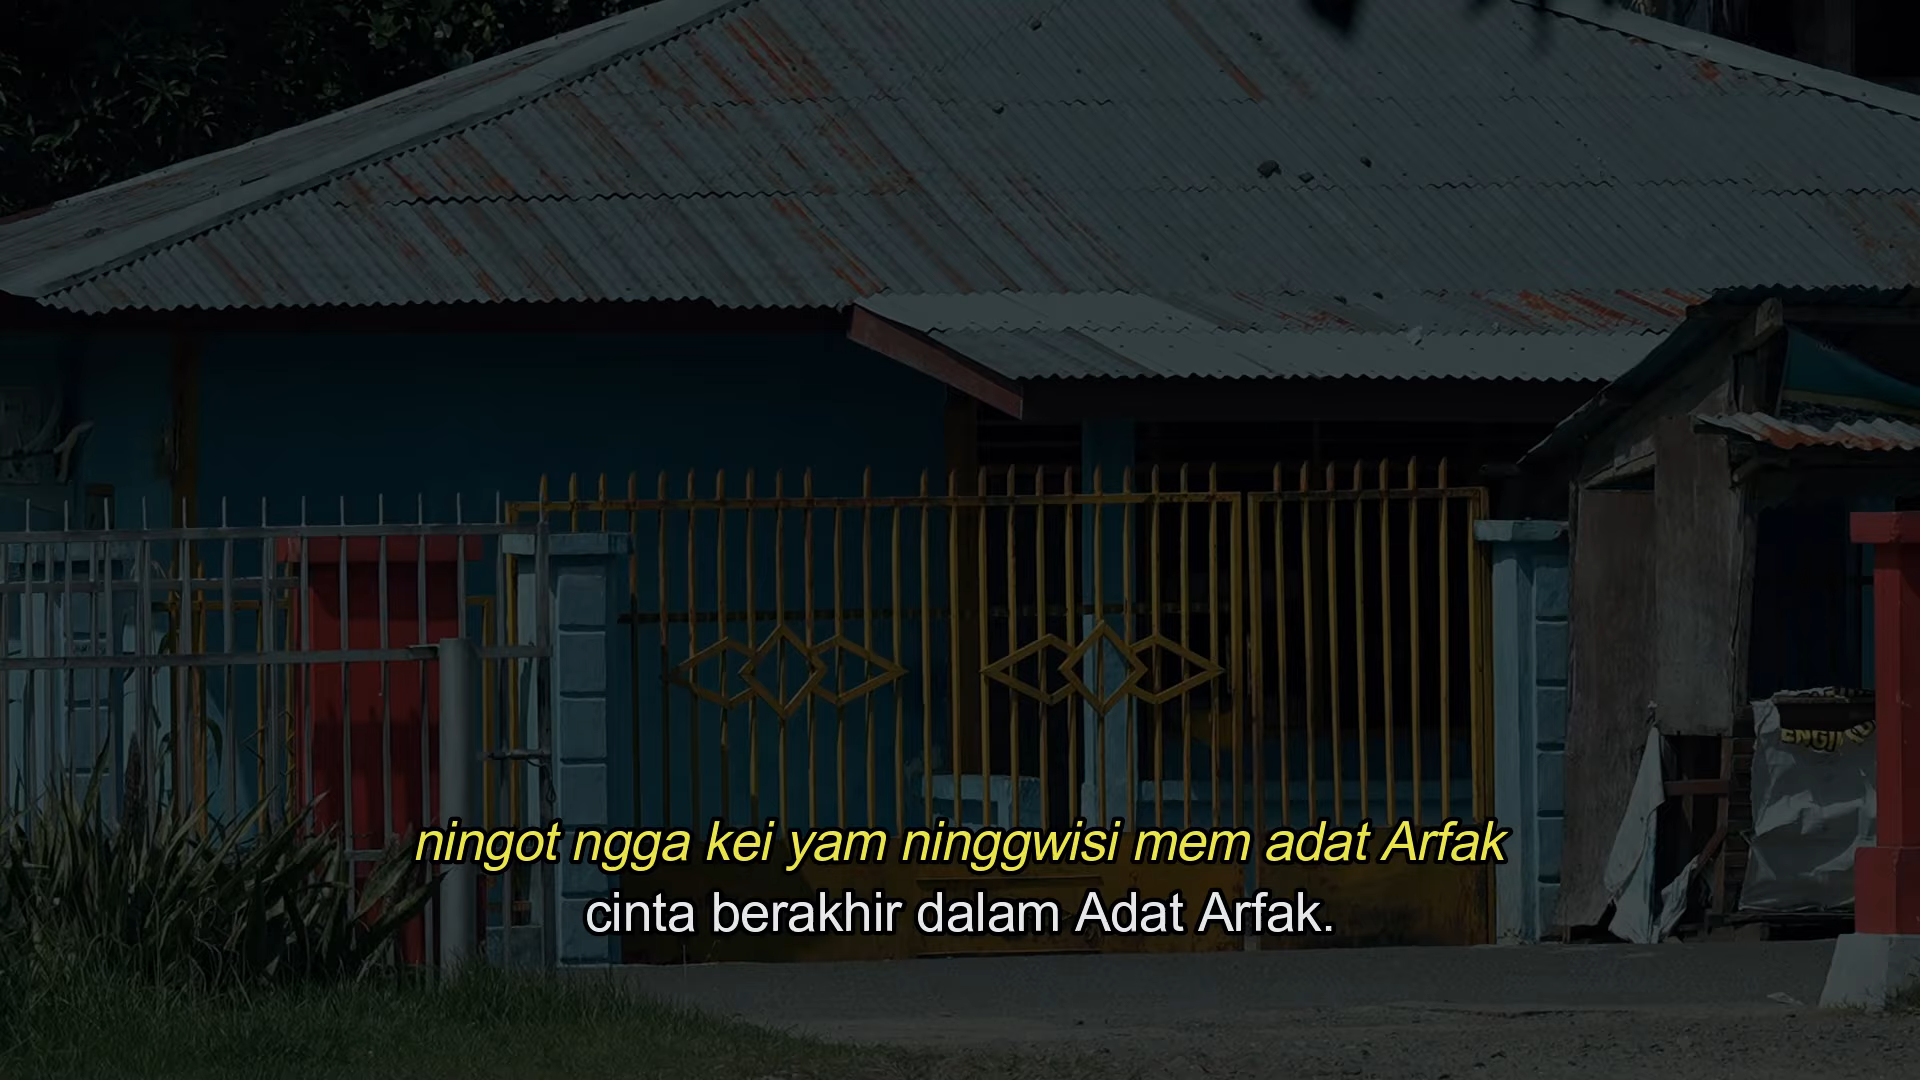 ningot ngga kei yam ninggwisi mem adat Arfak
cinta berakhir dalam Adat Arfak.